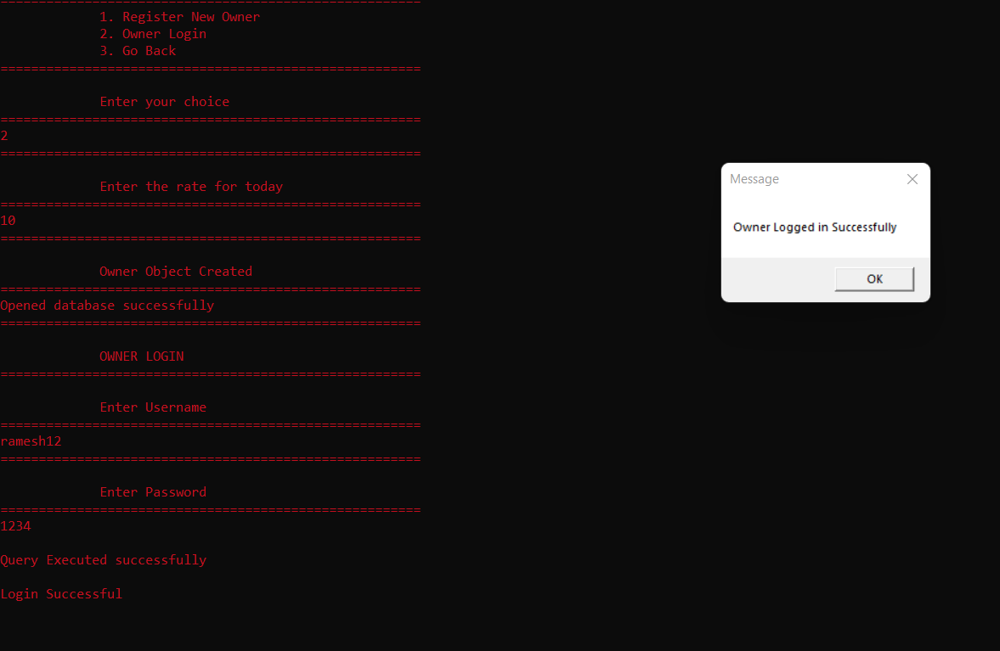 =======================================================
1. Register New Owner
2. Owner Login
3. Go Back
=======================================================
Enter your choice
=======================================================
2
=======================================================
Enter the rate for today
=======================================================
10
=======================================================
Owner Object Created
=======================================================
Opened database successfully
=======================================================
OWNER LOGIN
=======================================================
Enter Username
=======================================================
ramesh12
=======================================================
Enter Password
=======================================================
1234
Query Executed successfully
Login Successful
Message
Owner Logged in Successfully
OK